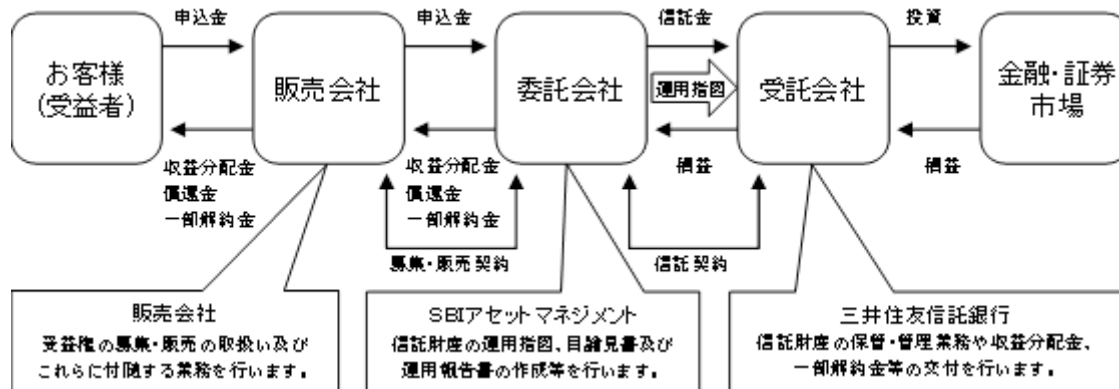 申込金
申込金
信託金
投資
お客様
(受益者)
販売会社
委託会社
運用指図
受託会社
金融・証券
市場
収益分配金
償還金
一部解約金
収益分配金
償還金
一部解約金
損益
損益
募集・販売契約
信託契約
販売会社
受益権の募集・販売の取扱い及び
これらに付随する業務を行います。
SBIアセットマネジメント
信託財産の運用指図、目論見書及び
運用報告書の作成等を行います。
三井住友信託銀行
信託財産の保管・管理業務や収益分配金、
一部解約金等の交付を行います。